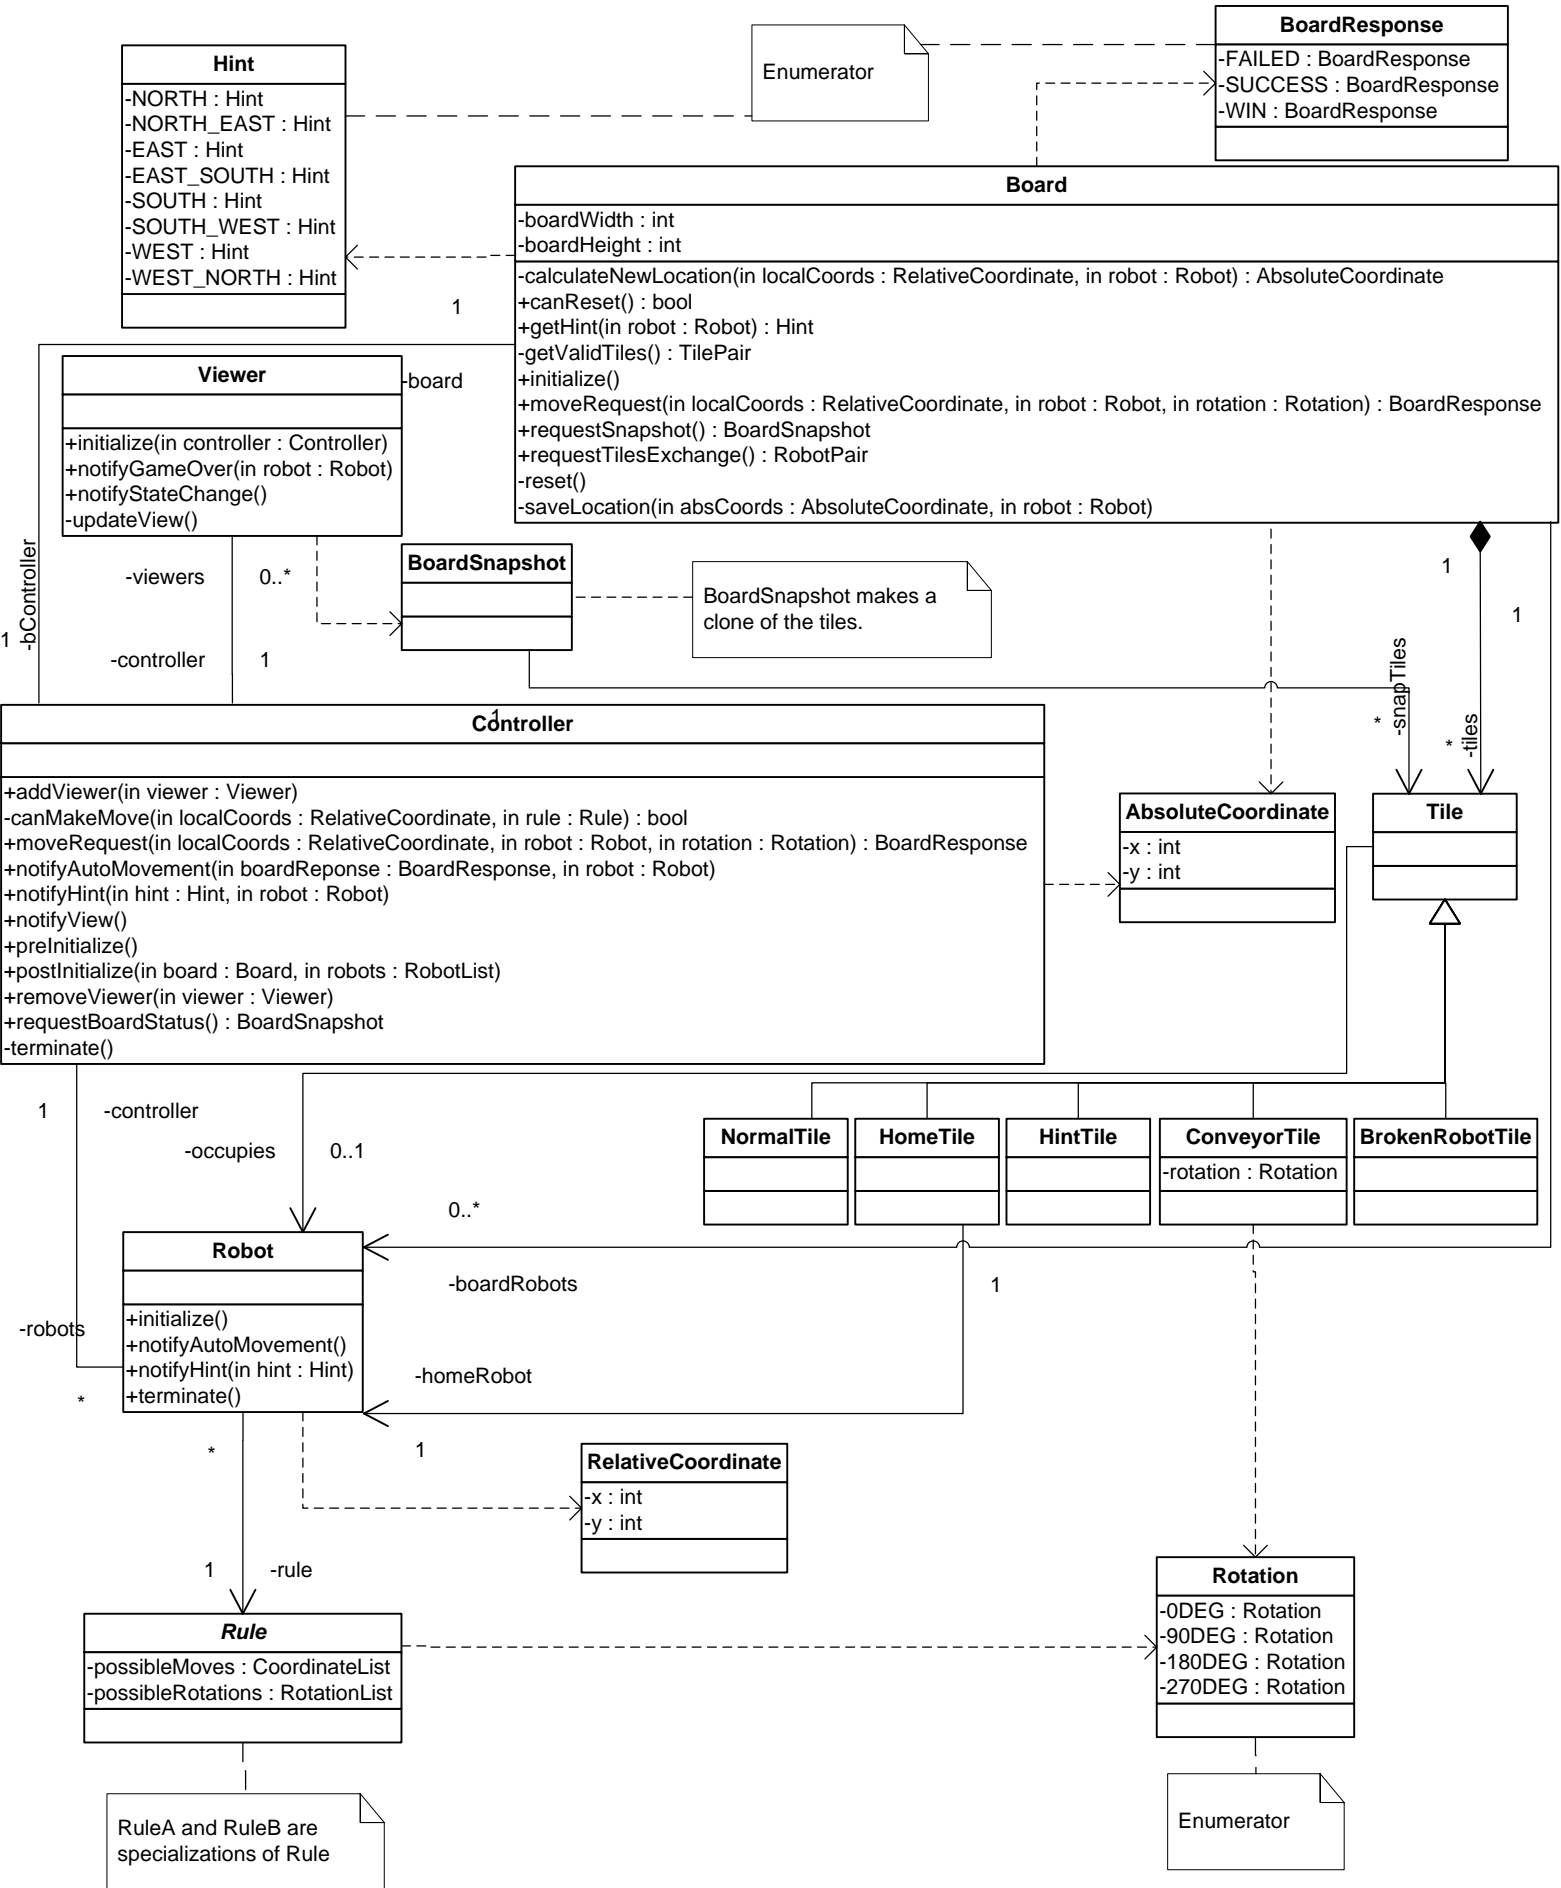 BoardResponse
-FAILED : BoardResponse
-SUCCESS : BoardResponse
-WIN : BoardResponse
Enumerator
Hint
-NORTH : Hint
-NORTH_EAST : Hint
-EAST : Hint
-EAST_SOUTH : Hint
-SOUTH : Hint
-SOUTH_WEST : Hint
-WEST : Hint
-WEST_NORTH : Hint
Board
-boardWidth : int
-boardHeight : int
-calculateNewLocation(in localCoords : RelativeCoordinate, in robot : Robot) : AbsoluteCoordinate
+canReset() : bool
+getHint(in robot : Robot) : Hint
-getValidTiles() : TilePair
+initialize()
+moveRequest(in localCoords : RelativeCoordinate, in robot : Robot, in rotation : Rotation) : BoardResponse
+requestSnapshot() : BoardSnapshot
+requestTilesExchange() : RobotPair
-reset()
-saveLocation(in absCoords : AbsoluteCoordinate, in robot : Robot)
1
-board
Viewer
+initialize(in controller : Controller)
+notifyGameOver(in robot : Robot)
+notifyStateChange()
-updateView()
-bController
1
-viewers
0..*
-controller
1
BoardSnapshot
BoardSnapshot makes a
clone of the tiles.
1
1
-snapTiles
*
-tiles
*
1
Controller
+addViewer(in viewer : Viewer)
-canMakeMove(in localCoords : RelativeCoordinate, in rule : Rule) : bool
+moveRequest(in localCoords : RelativeCoordinate, in robot : Robot, in rotation : Rotation) : BoardResponse
+notifyAutoMovement(in boardReponse : BoardResponse, in robot : Robot)
+notifyHint(in hint : Hint, in robot : Robot)
+notifyView()
+preInitialize()
+postInitialize(in board : Board, in robots : RobotList)
+removeViewer(in viewer : Viewer)
+requestBoardStatus() : BoardSnapshot
-terminate()
AbsoluteCoordinate
-x : int
-y : int
Tile
1
-controller
-occupies
0..1
NormalTile
HomeTile
HintTile
ConveyorTile
-rotation : Rotation
BrokenRobotTile
0..*
-boardRobots
1
Robot
+initialize()
+notifyAutoMovement()
+notifyHint(in hint : Hint)
+terminate()
-robots
*
-homeRobot
1
*
RelativeCoordinate
-x : int
-y : int
1
-rule
Rule
-possibleMoves : CoordinateList
-possibleRotations : RotationList
Rotation
-0DEG : Rotation
-90DEG : Rotation
-180DEG : Rotation
-270DEG : Rotation
RuleA and RuleB are
specializations of Rule
Enumerator